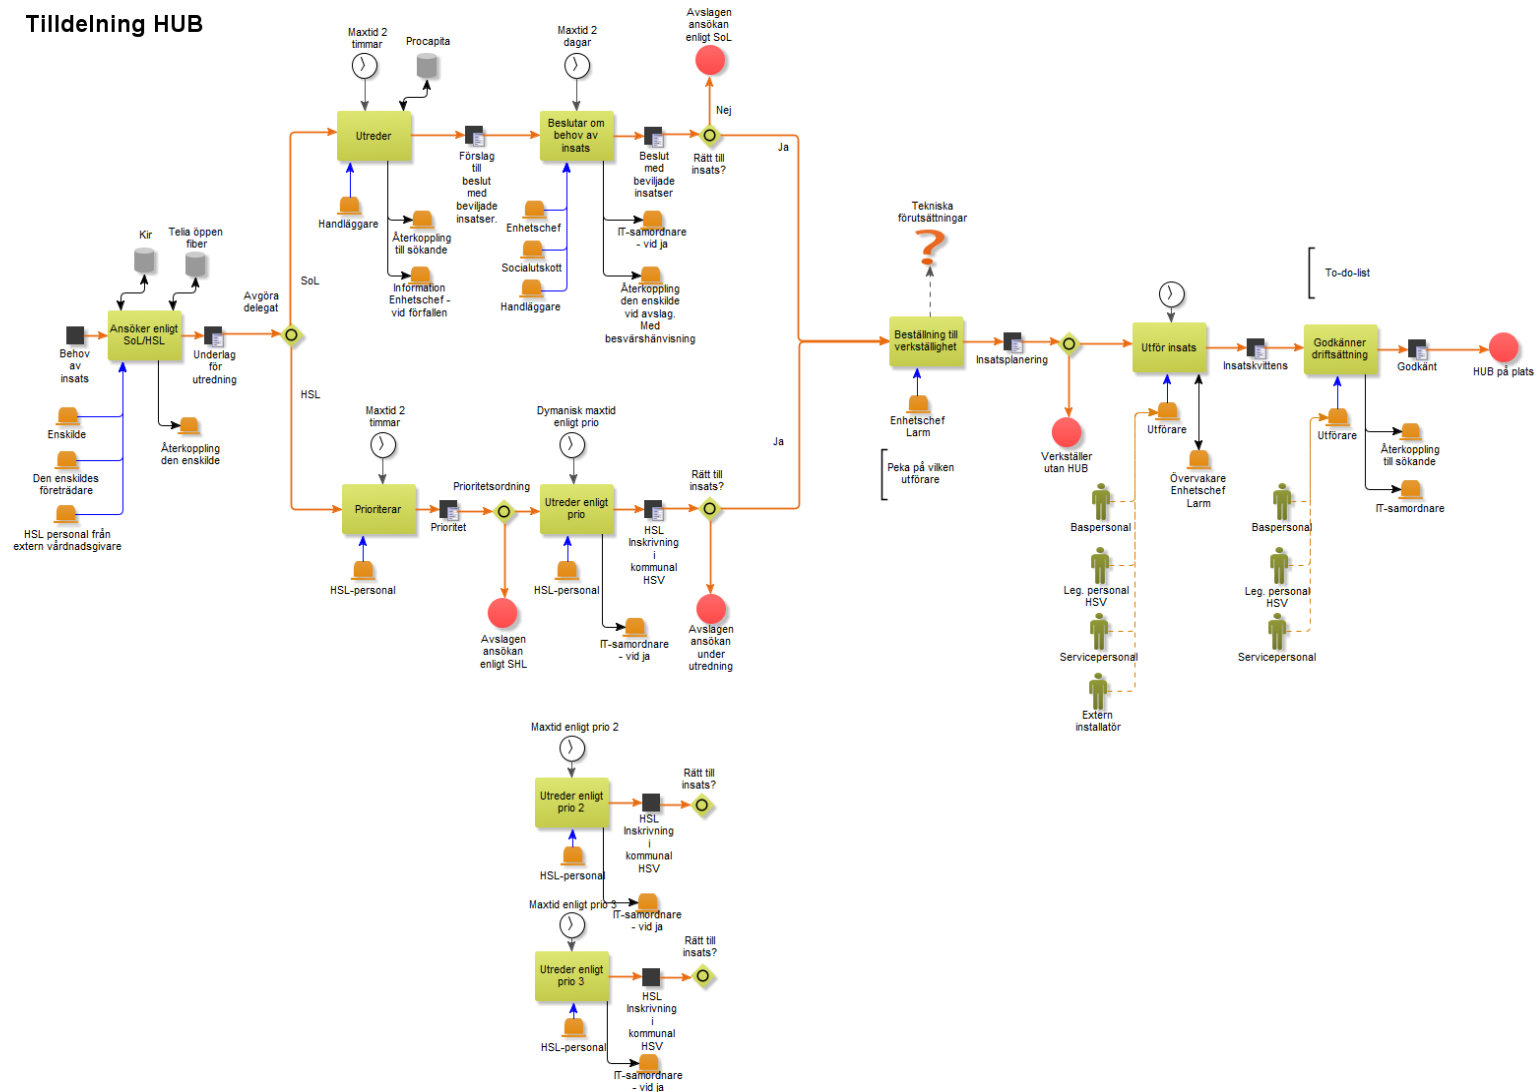 Tilldelning HUB
Maxtid 2
timmar
Procapita
Maxtid 2
dagar
Avslagen
ansökan
enligt SoL
Nej
Utreder
Förslag
till
beslut
med
beviljade
insatser.
Beslutar om
behov av
insats
Beslut
med
beviljade
insatser
Rätt till
insats?
Ja
Handläggare
Återkoppling
till sökande
Information
Enhetschef -
vid förfallen
Enhetschef
Socialutskott
Handläggare
IT-samordnare
- vid ja
Återkoppling
den enskilde
vid avslag.
Med
besvärshänvisning
Kir
Telia öppen
fiber
Avgöra
delegat
SoL
HSL
Behov
av
insats
Ansöker enligt
SoL/HSL
Underlag
för
utredning
Enskilde
Den enskildes
företrädare
HSL personal från
extern vårdnadsgivare
Återkoppling
den enskilde
Maxtid 2
timmar
Prioriterar
Prioritet
Prioritetsordning
HSL-personal
Avslagen
ansökan
enligt SHL
Dymanisk maxtid
enligt prio
Utreder enligt
prio
HSL
Inskrivning
i
kommunal
HSV
Rätt till
insats?
Ja
HSL-personal
IT-samordnare
- vid ja
Avslagen
ansökan
under
utredning
Tekniska
förutsättningar
Beställning till
verkställighet
Insatsplanering
Enhetschef
Larm
Peka på vilken
utförare
Verkställer
utan HUB
Utför insats
Insatskvittens
Utförare
Övervakare
Enhetschef
Larm
Baspersonal
Leg. personal
HSV
Servicepersonal
Extern
installatör
To-do-list
Godkänner
driftsättning
Godkänt
HUB på plats
Utförare
Återkoppling
till sökande
IT-samordnare
Baspersonal
Leg. personal
HSV
Servicepersonal
Maxtid enligt prio 2
Utreder enligt
prio 2
HSL
Inskrivning
i
kommunal
HSV
Rätt till
insats?
HSL-personal
IT-samordnare
- vid ja
Maxtid enligt prio 3
Utreder enligt
prio 3
HSL
Inskrivning
i
kommunal
HSV
Rätt till
insats?
HSL-personal
IT-samordnare
- vid ja